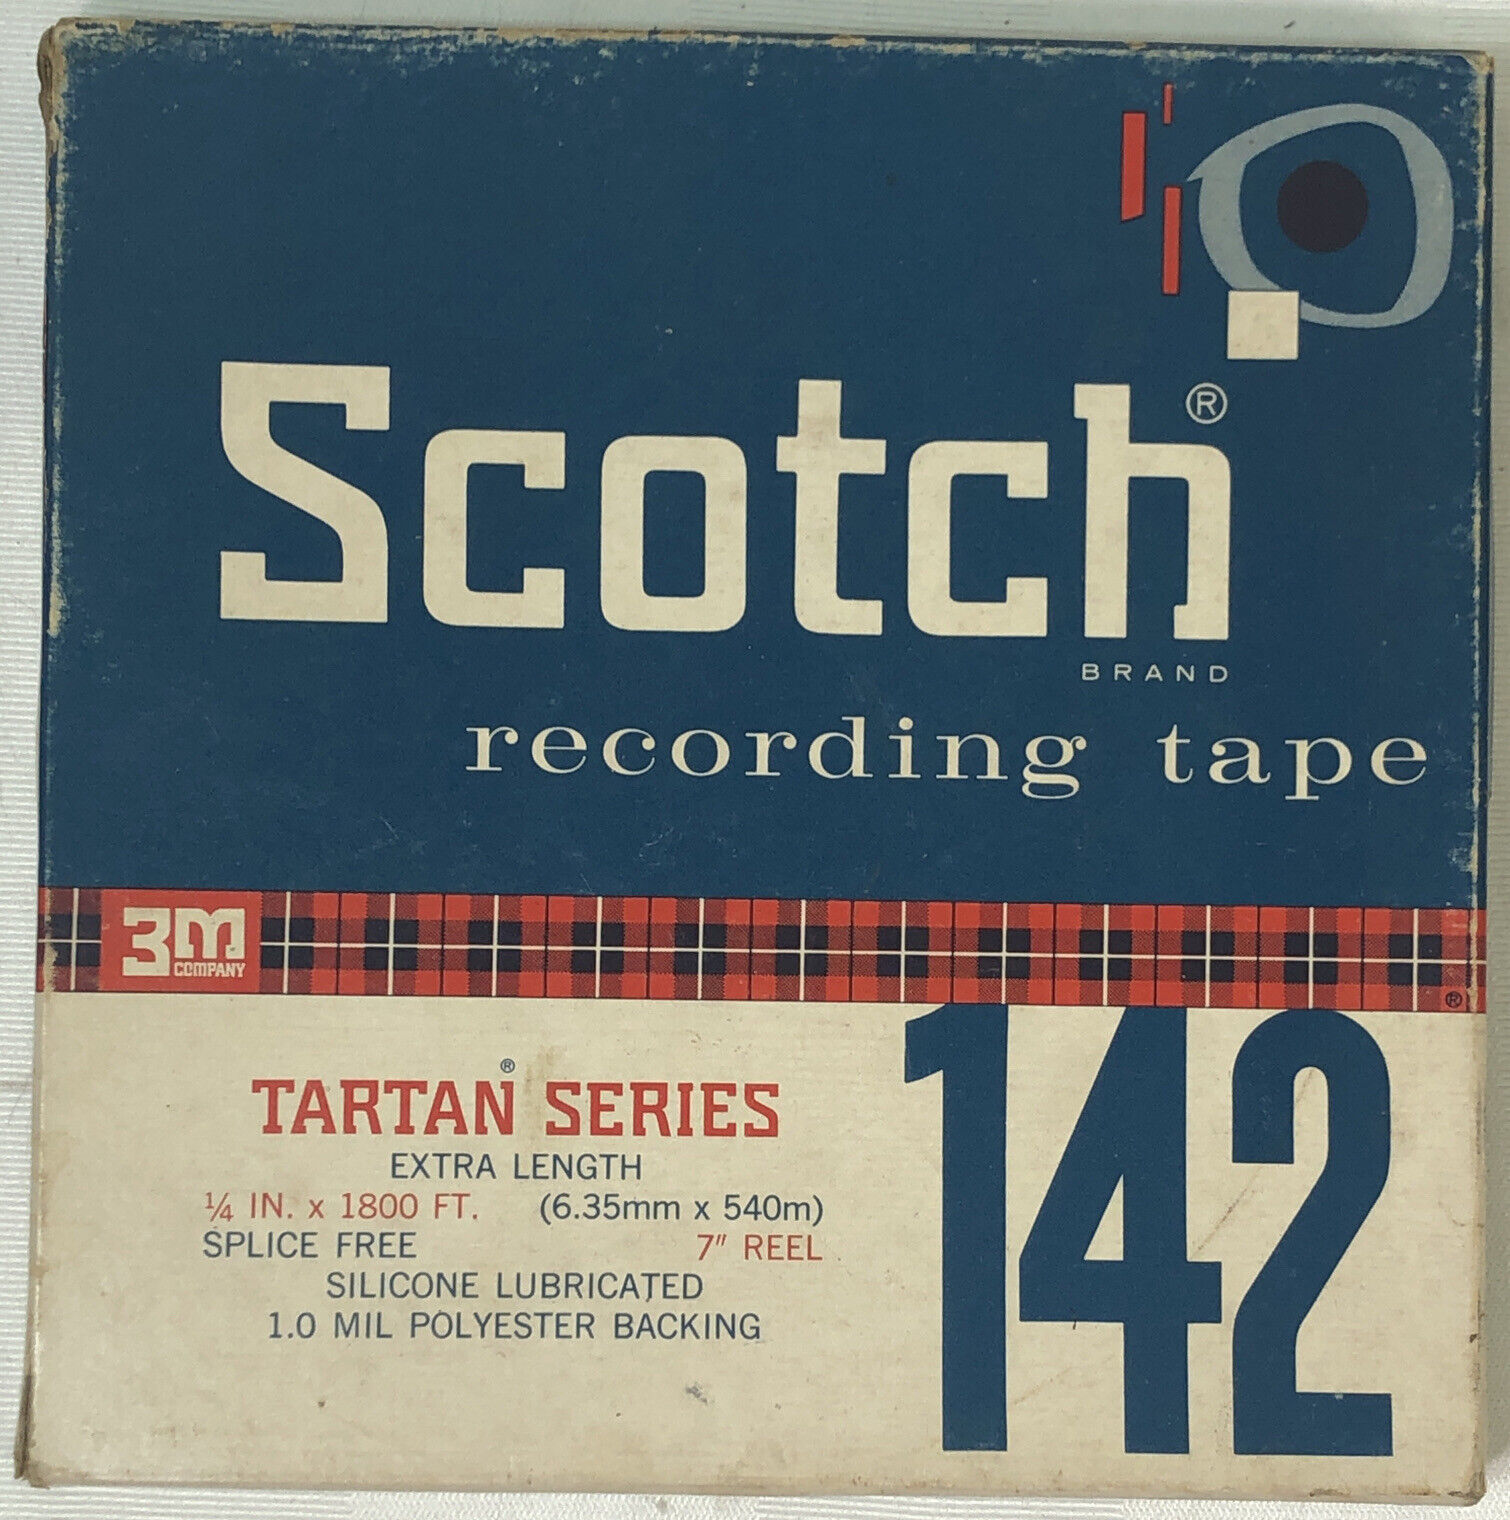 Scotch®
BRAND
recording tape
3M
COMPANY
®
142
TARTAN® SERIES
EXTRA LENGTH
¼ IN. x 1800 FT. (6.35mm x 540m)
SPLICE FREE 7" REEL
SILICONE LUBRICATED
1.0 MIL POLYESTER BACKING